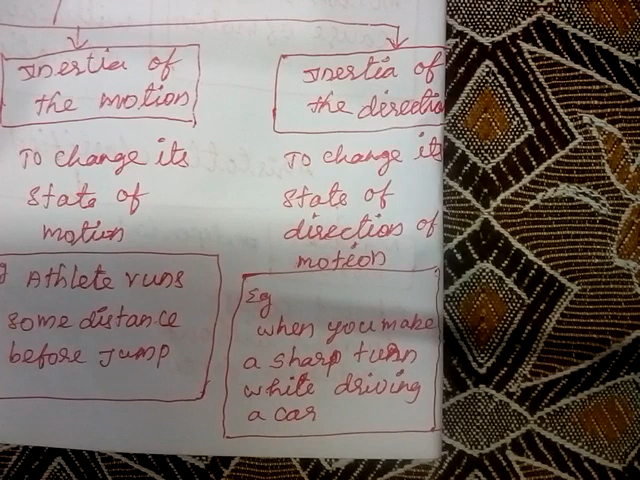 Inertia of
the motion
To change its
state of
motion
Athlete runs
some distance
before Jump
Inertia of
the directio
To change its
state of
direction of
motion
Eg
when you make
a sharp turn
while driving
a car